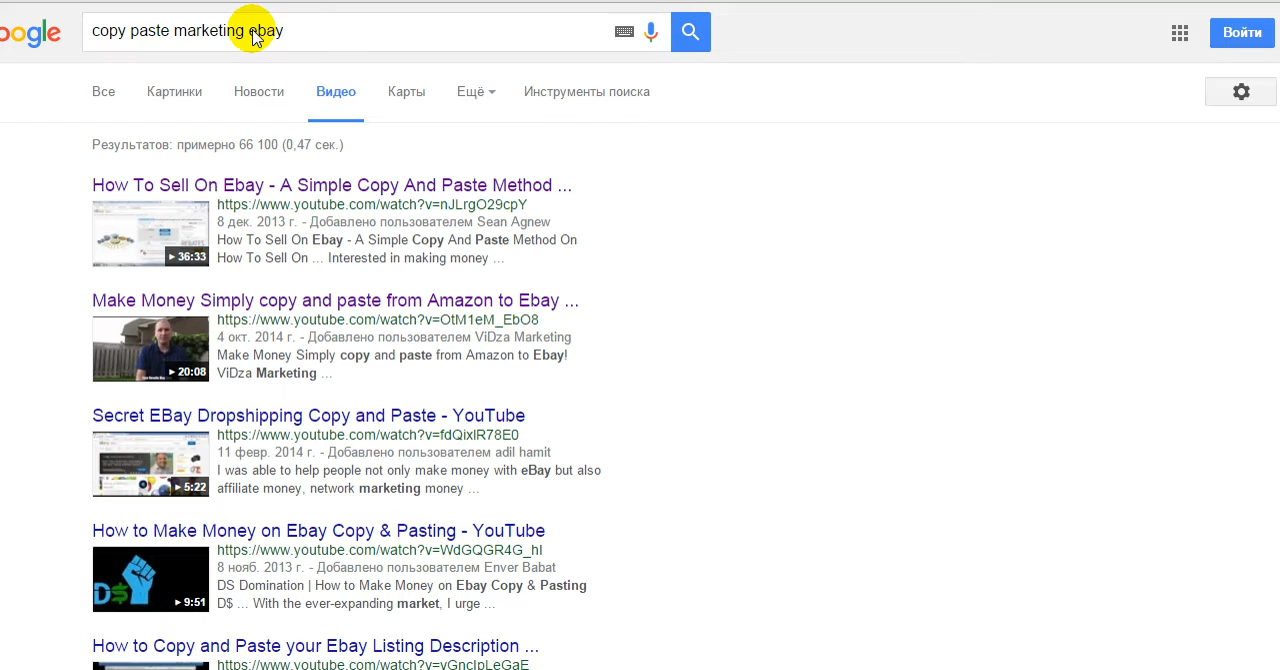 oogle
copy paste marketing ebay
Войти
Все Картинки Новости Видео Карты Ещё Инструменты поиска
Результатов: примерно 66 100 (0,47 сек.)
How To Sell On Ebay - A Simple Copy And Paste Method ...
https://www.youtube.com/watch?v=nJLrgO29cpY
8 дек. 2013 г. - Добавлено пользователем Sean Agnew
How To Sell On Ebay - A Simple Copy And Paste Method On
How To Sell On ... Interested in making money ...
36:33
Make Money Simply copy and paste from Amazon to Ebay ...
https://www.youtube.com/watch?v=OtM1eM_EbO8
4 окт. 2014 г. - Добавлено пользователем ViDza Marketing
Make Money Simply copy and paste from Amazon to Ebay!
ViDza Marketing ...
20:08
Secret EBay Dropshipping Copy and Paste - YouTube
https://www.youtube.com/watch?v=fdQixlR78E0
11 февр. 2014 г. - Добавлено пользователем adil hamit
I was able to help people not only make money with eBay but also
affiliate money, network marketing money ...
5:22
How to Make Money on Ebay Copy & Pasting - YouTube
https://www.youtube.com/watch?v=WdGQGR4G_hI
8 нояб. 2013 г. - Добавлено пользователем Enver Babat
DS Domination | How to Make Money on Ebay Copy & Pasting
D$ ... With the ever-expanding market, I urge ...
D$
9:51
How to Copy and Paste your Ebay Listing Description ...
https://www.youtube.com/watch?v=vGncIpLeGaE